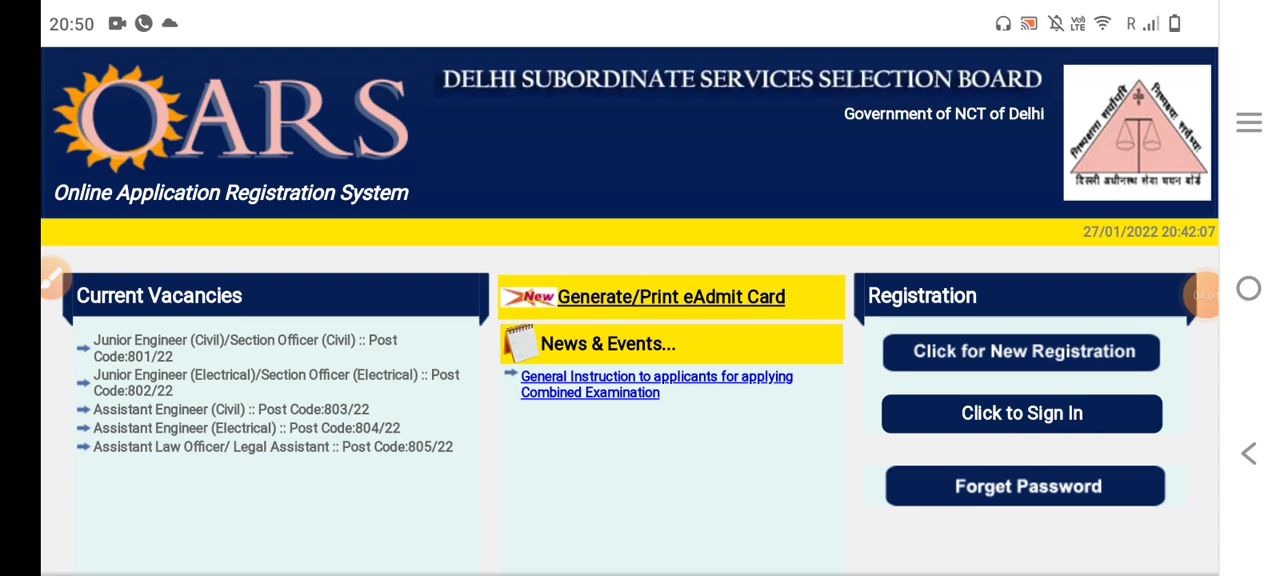 20:50
Vo) LTE R
OARS
Online Application Registration System
DELHI SUBORDINATE SERVICES SELECTION BOARD
Government of NCT of Delhi
दिल्ली अधीनस्थ सेवा चयन बोर्ड
27/01/2022 20:42:07
Current Vacancies
Junior Engineer (Civil)/Section Officer (Civil) :: Post
Code:801/22
Junior Engineer (Electrical)/Section Officer (Electrical) :: Post
Code:802/22
Assistant Engineer (Civil) :: Post Code:803/22
Assistant Engineer (Electrical) :: Post Code:804/22
Assistant Law Officer/ Legal Assistant :: Post Code:805/22
New Generate/Print eAdmit Card
News & Events...
General Instruction to applicants for applying
Combined Examination
Registration
04:04
Click for New Registration
Click to Sign In
Forget Password